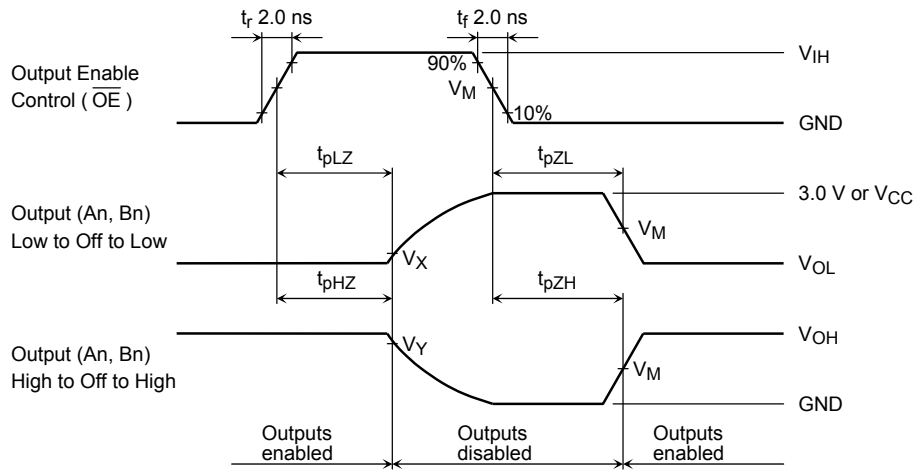 tr 2.0 ns
tf 2.0 ns
Output Enable
Control ( OE )
90%
VM
10%
VIH
GND
tpLZ
tpZL
Output (An, Bn)
Low to Off to Low
VX
VM
3.0 V or VCC
VOL
tpHZ
tpZH
Output (An, Bn)
High to Off to High
VY
VM
VOH
GND
Outputs
enabled
Outputs
disabled
Outputs
enabled